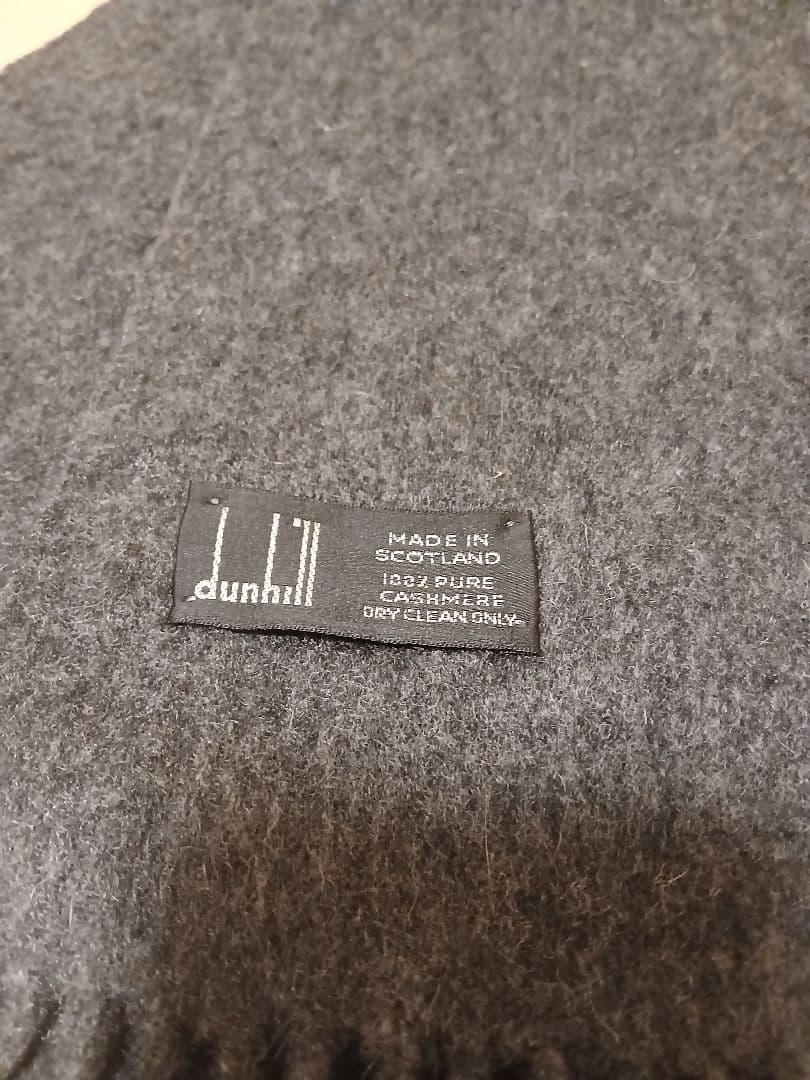 dunhill
MADE IN
SCOTLAND
100% PURE
CASHMERE
DRY CLEAN ONLY